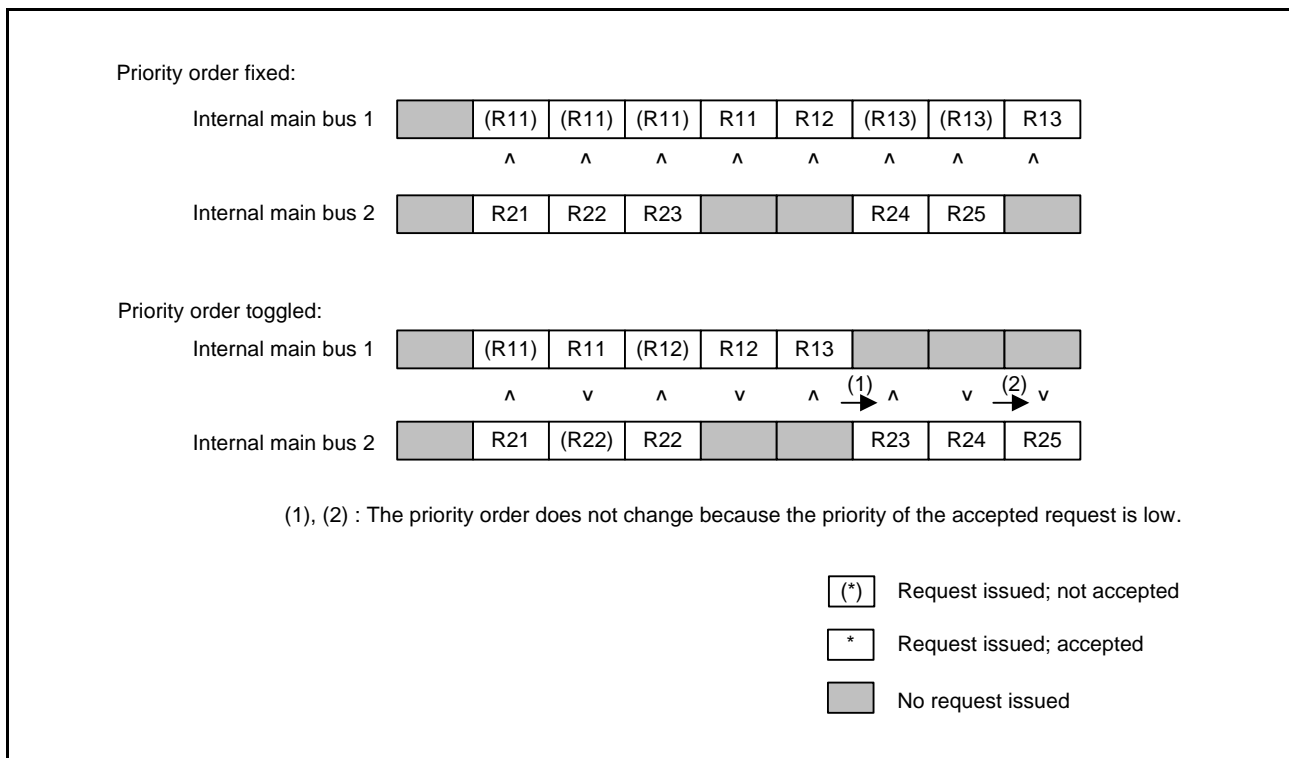 Priority order fixed:
Internal main bus 1 (R11) (R11) (R11) R11 R12 (R13) (R13) R13
^ ^ ^ ^ ^ ^ ^ ^
Internal main bus 2 R21 R22 R23 R24 R25
Priority order toggled:
Internal main bus 1 (R11) R11 (R12) R12 R13
^ v ^ v ^ (1) ^ v (2) v
Internal main bus 2 R21 (R22) R22 R23 R24 R25
(1), (2) : The priority order does not change because the priority of the accepted request is low.
(*) Request issued; not accepted
* Request issued; accepted
No request issued